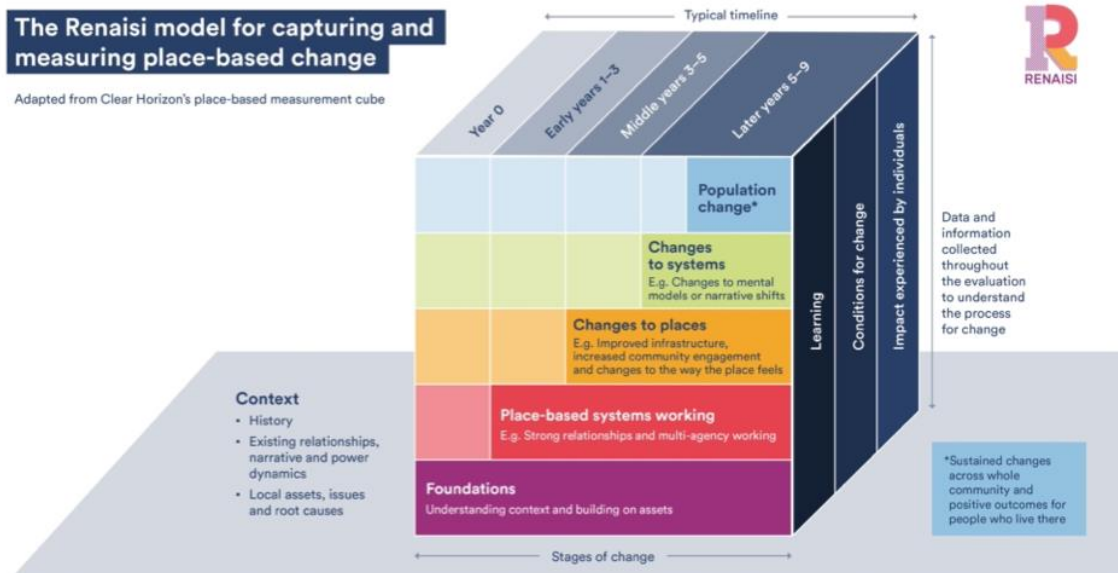 The Renaisi model for capturing and
measuring place-based change
Adapted from Clear Horizon's place-based measurement cube
Typical timeline
RENAISI
Year 0
Early years 1–3
Middle years 3–5
Later years 5–9
Population
change*
Changes
to systems
E.g. Changes to mental
models or narrative shifts
Changes to places
E.g. Improved infrastructure,
increased community engagement
and changes to the way the place feels
Place-based systems working
E.g. Strong relationships and multi-agency working
Foundations
Understanding context and building on assets
Learning
Conditions for change
Impact experienced by individuals
Data and
information
collected
throughout
the evaluation
to understand
the process
for change
Context
• History
• Existing relationships,
narrative and power
dynamics
• Local assets, issues
and root causes
*Sustained changes
across whole
community and
positive outcomes for
people who live there
Stages of change